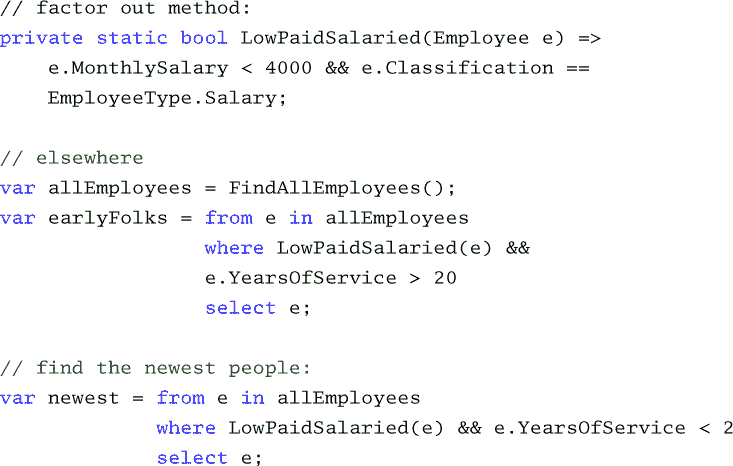 // factor out method:
private static bool LowPaidSalaried(Employee e) =>
    e.MonthlySalary < 4000 && e.Classification ==
    EmployeeType.Salary;

// elsewhere
var allEmployees = FindAllEmployees();
var earlyFolks = from e in allEmployees
                 where LowPaidSalaried(e) &&
                 e.YearsOfService > 20
                 select e;

// find the newest people:
var newest = from e in allEmployees
             where LowPaidSalaried(e) && e.YearsOfService < 2
             select e;